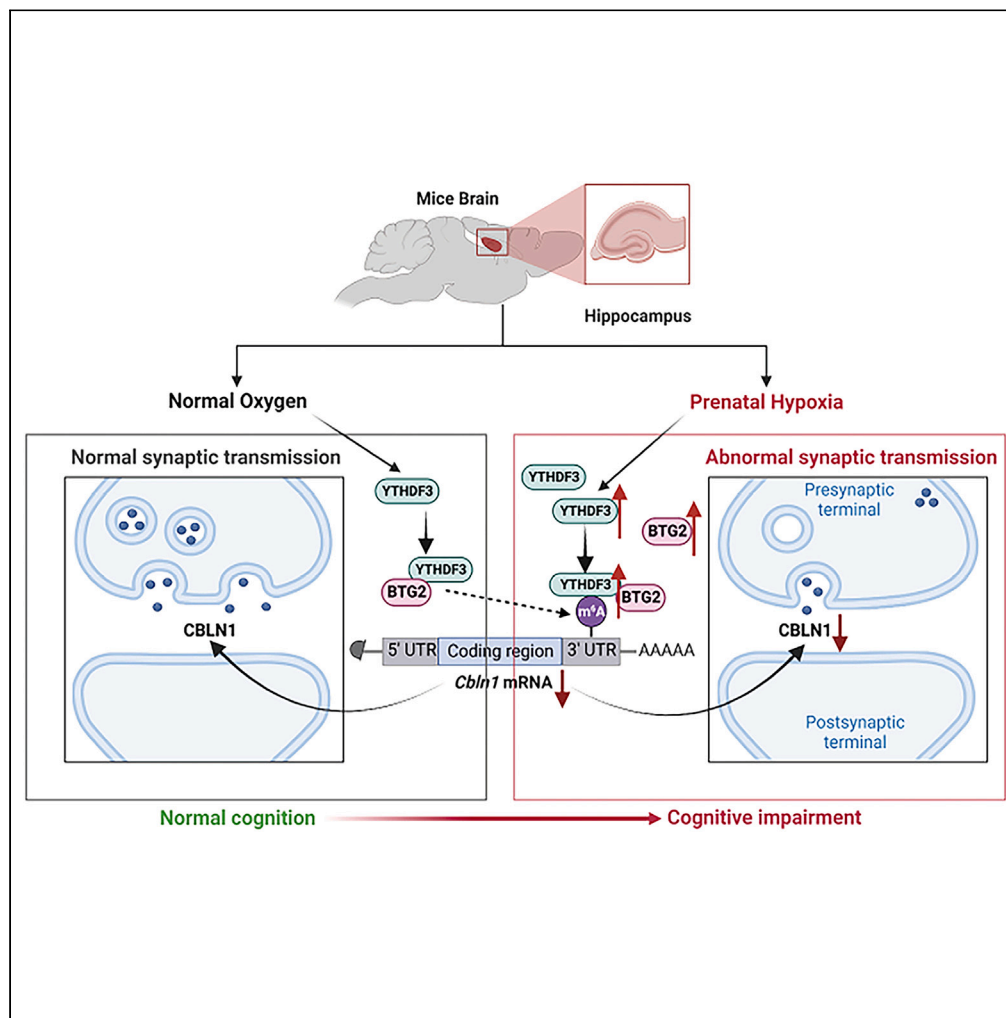 Mice Brain
Hippocampus
Normal Oxygen
Prenatal Hypoxia
Normal synaptic transmission
YTHDF3
YTHDF3
BTG2
CBLN1
Abnormal synaptic transmission
YTHDF3
YTHDF3
BTG2
YTHDF3
BTG2
m⁶A
Presynaptic
terminal
CBLN1
Postsynaptic
terminal
5' UTR Coding region 3' UTR AAAAA
Cbln1 mRNA
Normal cognition
Cognitive impairment